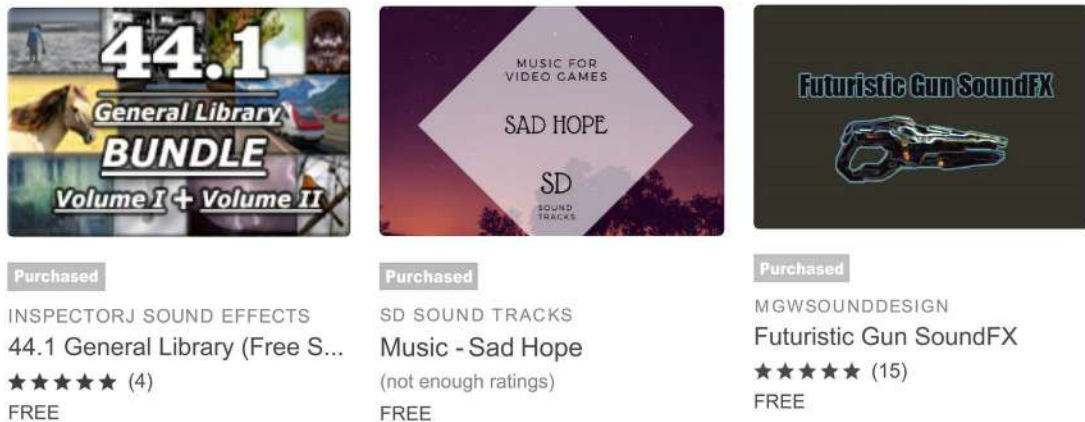 44.1
General Library
BUNDLE
Volume I + Volume II
Purchased
INSPECTORJ SOUND EFFECTS
44.1 General Library (Free S...
(4)
FREE
MUSIC FOR
VIDEO GAMES
SAD HOPE
SD
SOUND
TRACKS
Purchased
SD SOUND TRACKS
Music - Sad Hope
(not enough ratings)
FREE
Futuristic Gun SoundFX
Purchased
MGWSOUNDDESIGN
Futuristic Gun SoundFX
(15)
FREE